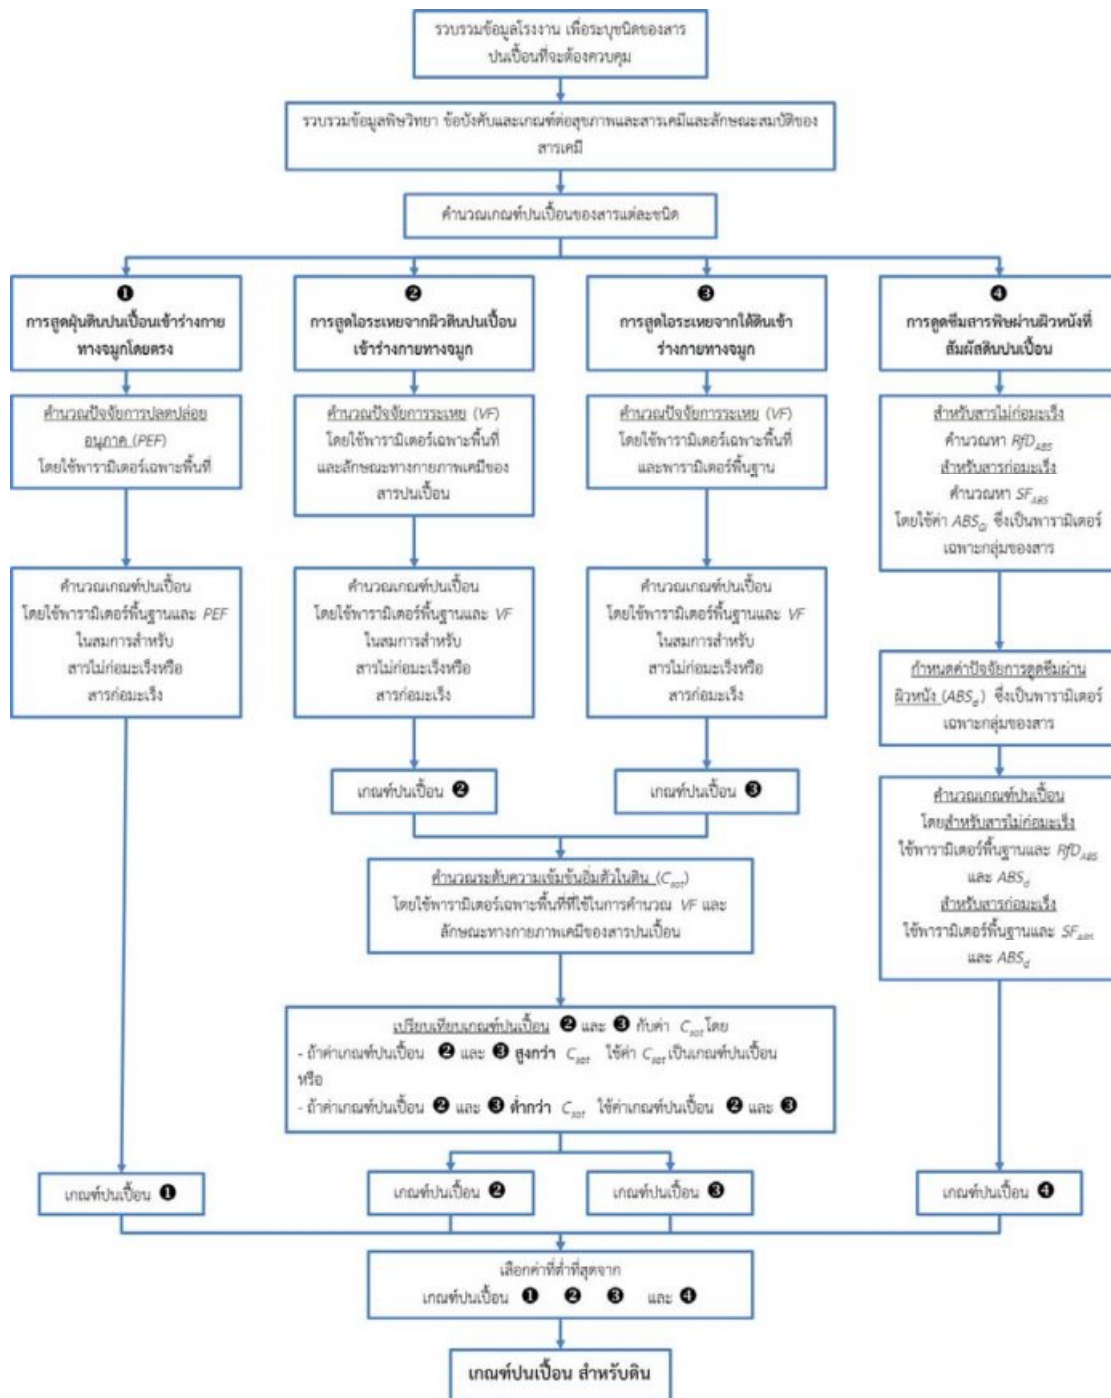 รวบรวมข้อมูลโรงงาน เพื่อระบุชนิดของสาร
ปนเปื้อนที่จะต้องควบคุม
รวบรวมข้อมูลพิษวิทยา ข้อบังคับและเกณฑ์ต่อสุขภาพและสารเคมีและลักษณะสมบัติของ
สารเคมี
คำนวณเกณฑ์ปนเปื้อนของสารแต่ละชนิด
❶
การสูดฝุ่นดินปนเปื้อนเข้าร่างกาย
ทางจมูกโดยตรง
คำนวณปัจจัยการปลดปล่อย
อนุภาค (PEF)
โดยใช้พารามิเตอร์เฉพาะพื้นที่
คำนวณเกณฑ์ปนเปื้อน
โดยใช้พารามิเตอร์พื้นฐานและ PEF
ในสมการสำหรับ
สารไม่ก่อมะเร็งหรือ
สารก่อมะเร็ง
❷
การสูดไอระเหยจากผิวดินปนเปื้อน
เข้าร่างกายทางจมูก
คำนวณปัจจัยการระเหย (VF)
โดยใช้พารามิเตอร์เฉพาะพื้นที่
และลักษณะทางกายภาพเคมีของ
สารปนเปื้อน
คำนวณเกณฑ์ปนเปื้อน
โดยใช้พารามิเตอร์พื้นฐานและ VF
ในสมการสำหรับ
สารไม่ก่อมะเร็งหรือ
สารก่อมะเร็ง
เกณฑ์ปนเปื้อน ❷
❸
การสูดไอระเหยจากใต้ดินเข้า
ร่างกายทางจมูก
คำนวณปัจจัยการระเหย (VF)
โดยใช้พารามิเตอร์เฉพาะพื้นที่
และพารามิเตอร์พื้นฐาน
คำนวณเกณฑ์ปนเปื้อน
โดยใช้พารามิเตอร์พื้นฐานและ VF
ในสมการสำหรับ
สารไม่ก่อมะเร็งหรือ
สารก่อมะเร็ง
เกณฑ์ปนเปื้อน ❸
❹
การดูดซึมสารพิษผ่านผิวหนังที่
สัมผัสดินปนเปื้อน
สำหรับสารไม่ก่อมะเร็ง
คำนวณหา RfD_ABS
สำหรับสารก่อมะเร็ง
คำนวณหา SF_ABS
โดยใช้ค่า ABS_GI ซึ่งเป็นพารามิเตอร์
เฉพาะกลุ่มของสาร
กำหนดค่าปัจจัยการดูดซึมผ่าน
ผิวหนัง (ABS_d) ซึ่งเป็นพารามิเตอร์
เฉพาะกลุ่มของสาร
คำนวณเกณฑ์ปนเปื้อน
โดยสำหรับสารไม่ก่อมะเร็ง
ใช้พารามิเตอร์พื้นฐานและ RfD_ABS
และ ABS_d
สำหรับสารก่อมะเร็ง
ใช้พารามิเตอร์พื้นฐานและ SF_ABS
และ ABS_d
คำนวณระดับความเข้มข้นอิ่มตัวในดิน (C_sat)
โดยใช้พารามิเตอร์เฉพาะพื้นที่ที่ใช้ในการคำนวณ VF และ
ลักษณะทางกายภาพเคมีของสารปนเปื้อน
เปรียบเทียบเกณฑ์ปนเปื้อน ❷ และ ❸ กับค่า C_sat โดย
- ถ้าค่าเกณฑ์ปนเปื้อน ❷ และ ❸ สูงกว่า C_sat ใช้ค่า C_sat เป็นเกณฑ์ปนเปื้อน
หรือ
- ถ้าค่าเกณฑ์ปนเปื้อน ❷ และ ❸ ต่ำกว่า C_sat ใช้ค่าเกณฑ์ปนเปื้อน ❷ และ ❸
เกณฑ์ปนเปื้อน ❶
เกณฑ์ปนเปื้อน ❷
เกณฑ์ปนเปื้อน ❸
เกณฑ์ปนเปื้อน ❹
เลือกค่าที่ต่ำที่สุดจาก
เกณฑ์ปนเปื้อน ❶ ❷ ❸ และ ❹
เกณฑ์ปนเปื้อน สำหรับดิน